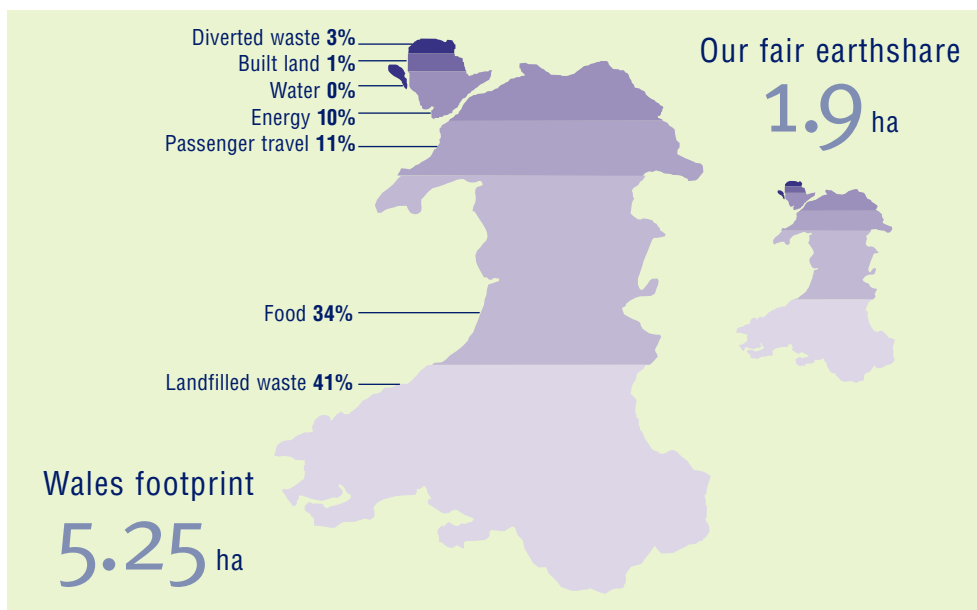 Diverted waste 3%
Built land 1%
Water 0%
Energy 10%
Passenger travel 11%
Food 34%
Landfilled waste 41%
Wales footprint
5.25 ha
Our fair earthshare
1.9 ha